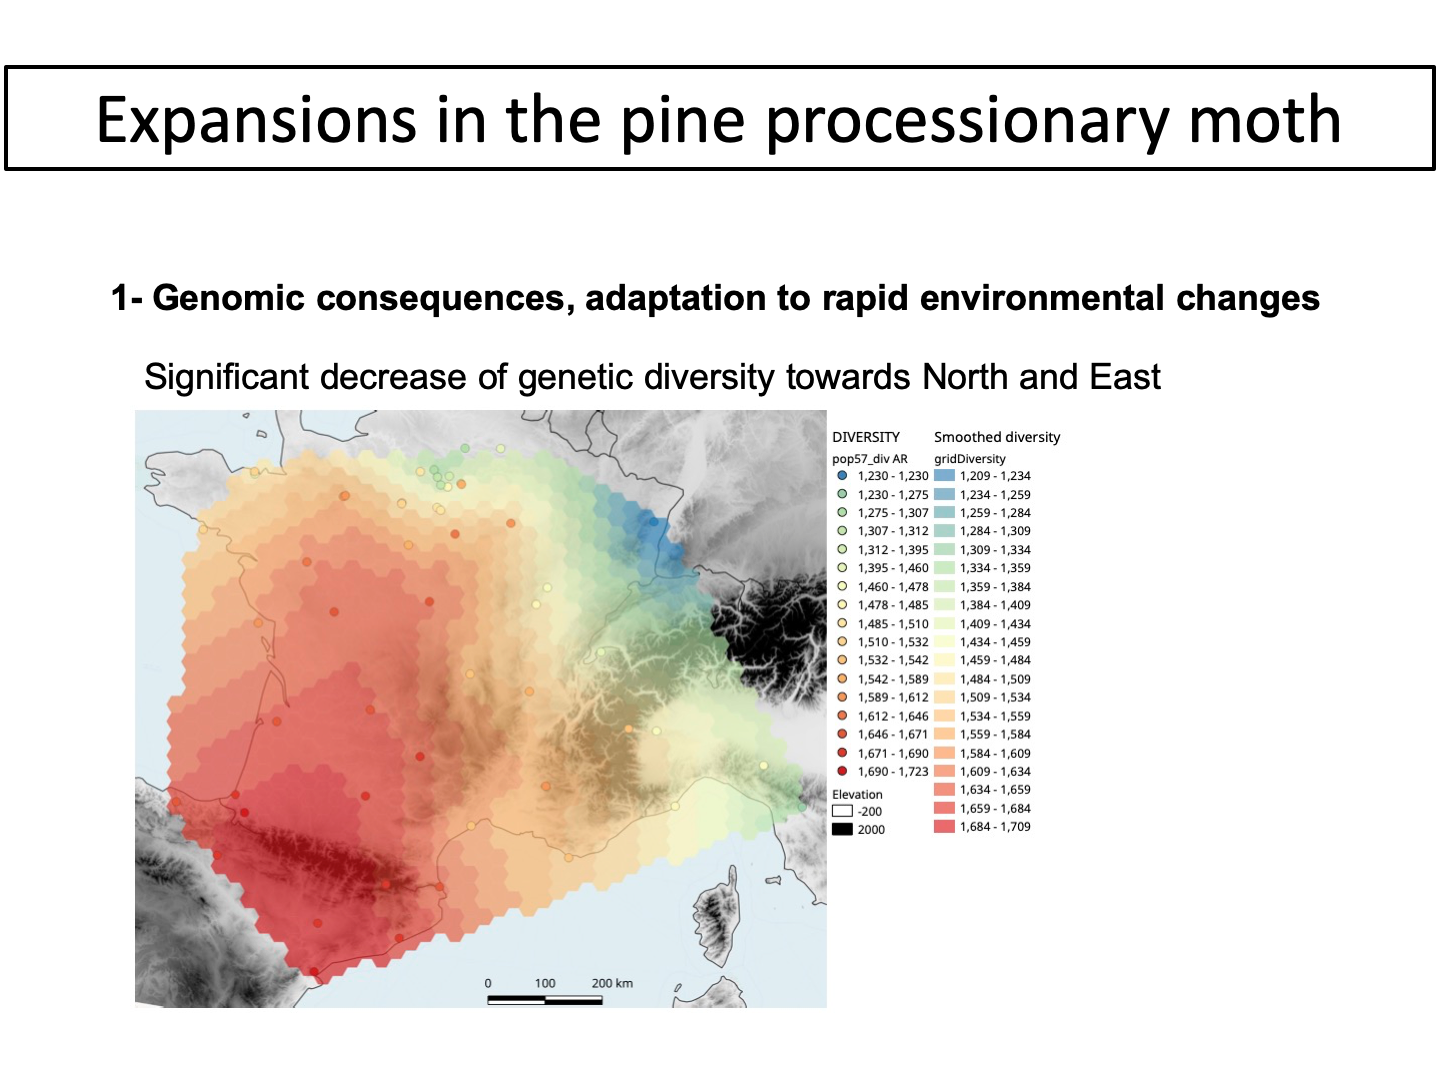 Expansions in the pine processionary moth
1- Genomic consequences, adaptation to rapid environmental changes
Significant decrease of genetic diversity towards North and East
DIVERSITY
pop57_div AR
1,230 - 1,230
1,230 - 1,275
1,275 - 1,307
1,307 - 1,312
1,312 - 1,395
1,395 - 1,460
1,460 - 1,478
1,478 - 1,485
1,485 - 1,510
1,510 - 1,532
1,532 - 1,542
1,542 - 1,589
1,589 - 1,612
1,612 - 1,646
1,646 - 1,671
1,671 - 1,690
1,690 - 1,723
Elevation
-200
2000
Smoothed diversity
gridDiversity
1,209 - 1,234
1,234 - 1,259
1,259 - 1,284
1,284 - 1,309
1,309 - 1,334
1,334 - 1,359
1,359 - 1,384
1,384 - 1,409
1,409 - 1,434
1,434 - 1,459
1,459 - 1,484
1,484 - 1,509
1,509 - 1,534
1,534 - 1,559
1,559 - 1,584
1,584 - 1,609
1,609 - 1,634
1,634 - 1,659
1,659 - 1,684
1,684 - 1,709
0 100 200 km